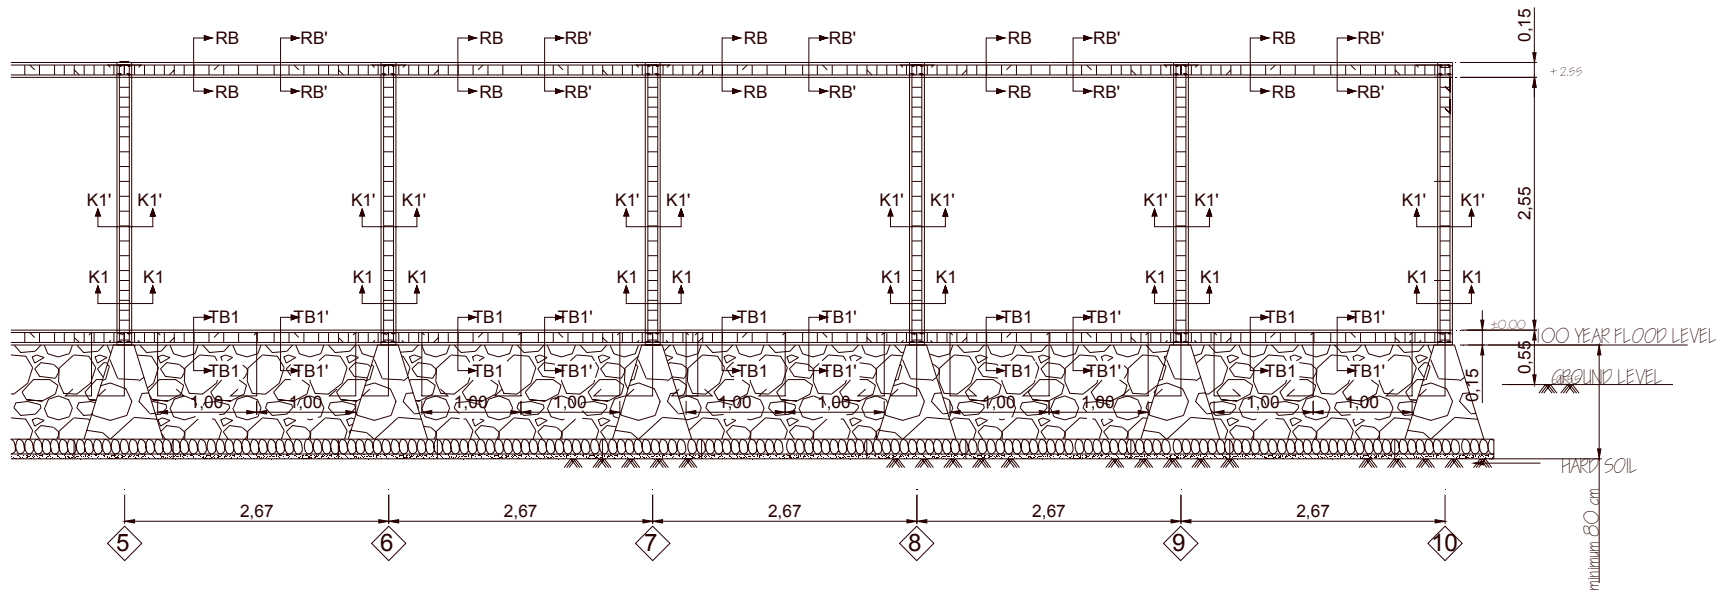 RB RB' RB RB' RB RB' RB RB' RB RB' 0,15
+ 2.55
RB RB' RB RB' RB RB' RB RB' RB RB'
K1' K1' K1' K1' K1' K1' K1' K1' K1' K1' K1' K1' 2,55
K1 K1 K1 K1 K1 K1 K1 K1 K1 K1 K1 K1
TB1 TB1' TB1 TB1' TB1 TB1' TB1 TB1' TB1 TB1' ±0.00
100 YEAR FLOOD LEVEL
TB1 TB1' TB1 TB1' TB1 TB1' TB1 TB1' TB1 TB1' 0,15 0,55 GROUND LEVEL
1,00 1,00 1,00 1,00 1,00 1,00 1,00 1,00 1,00 1,00
HARD SOIL
2,67 2,67 2,67 2,67 2,67
minimum 80 cm
5 6 7 8 9 10